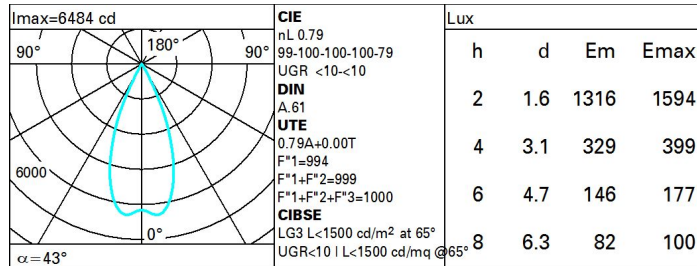 Imax=6484 cd
90° 180° 90°
6000
0°
α=43°
CIE
nL 0.79
99-100-100-100-79
UGR <10-<10
DIN
A.61
UTE
0.79A+0.00T
F"1=994
F"1+F"2=999
F"1+F"2+F"3=1000
CIBSE
LG3 L<1500 cd/m² at 65°
UGR<10 | L<1500 cd/mq @65°
Lux
h d Em Emax
2 1.6 1316 1594
4 3.1 329 399
6 4.7 146 177
8 6.3 82 100